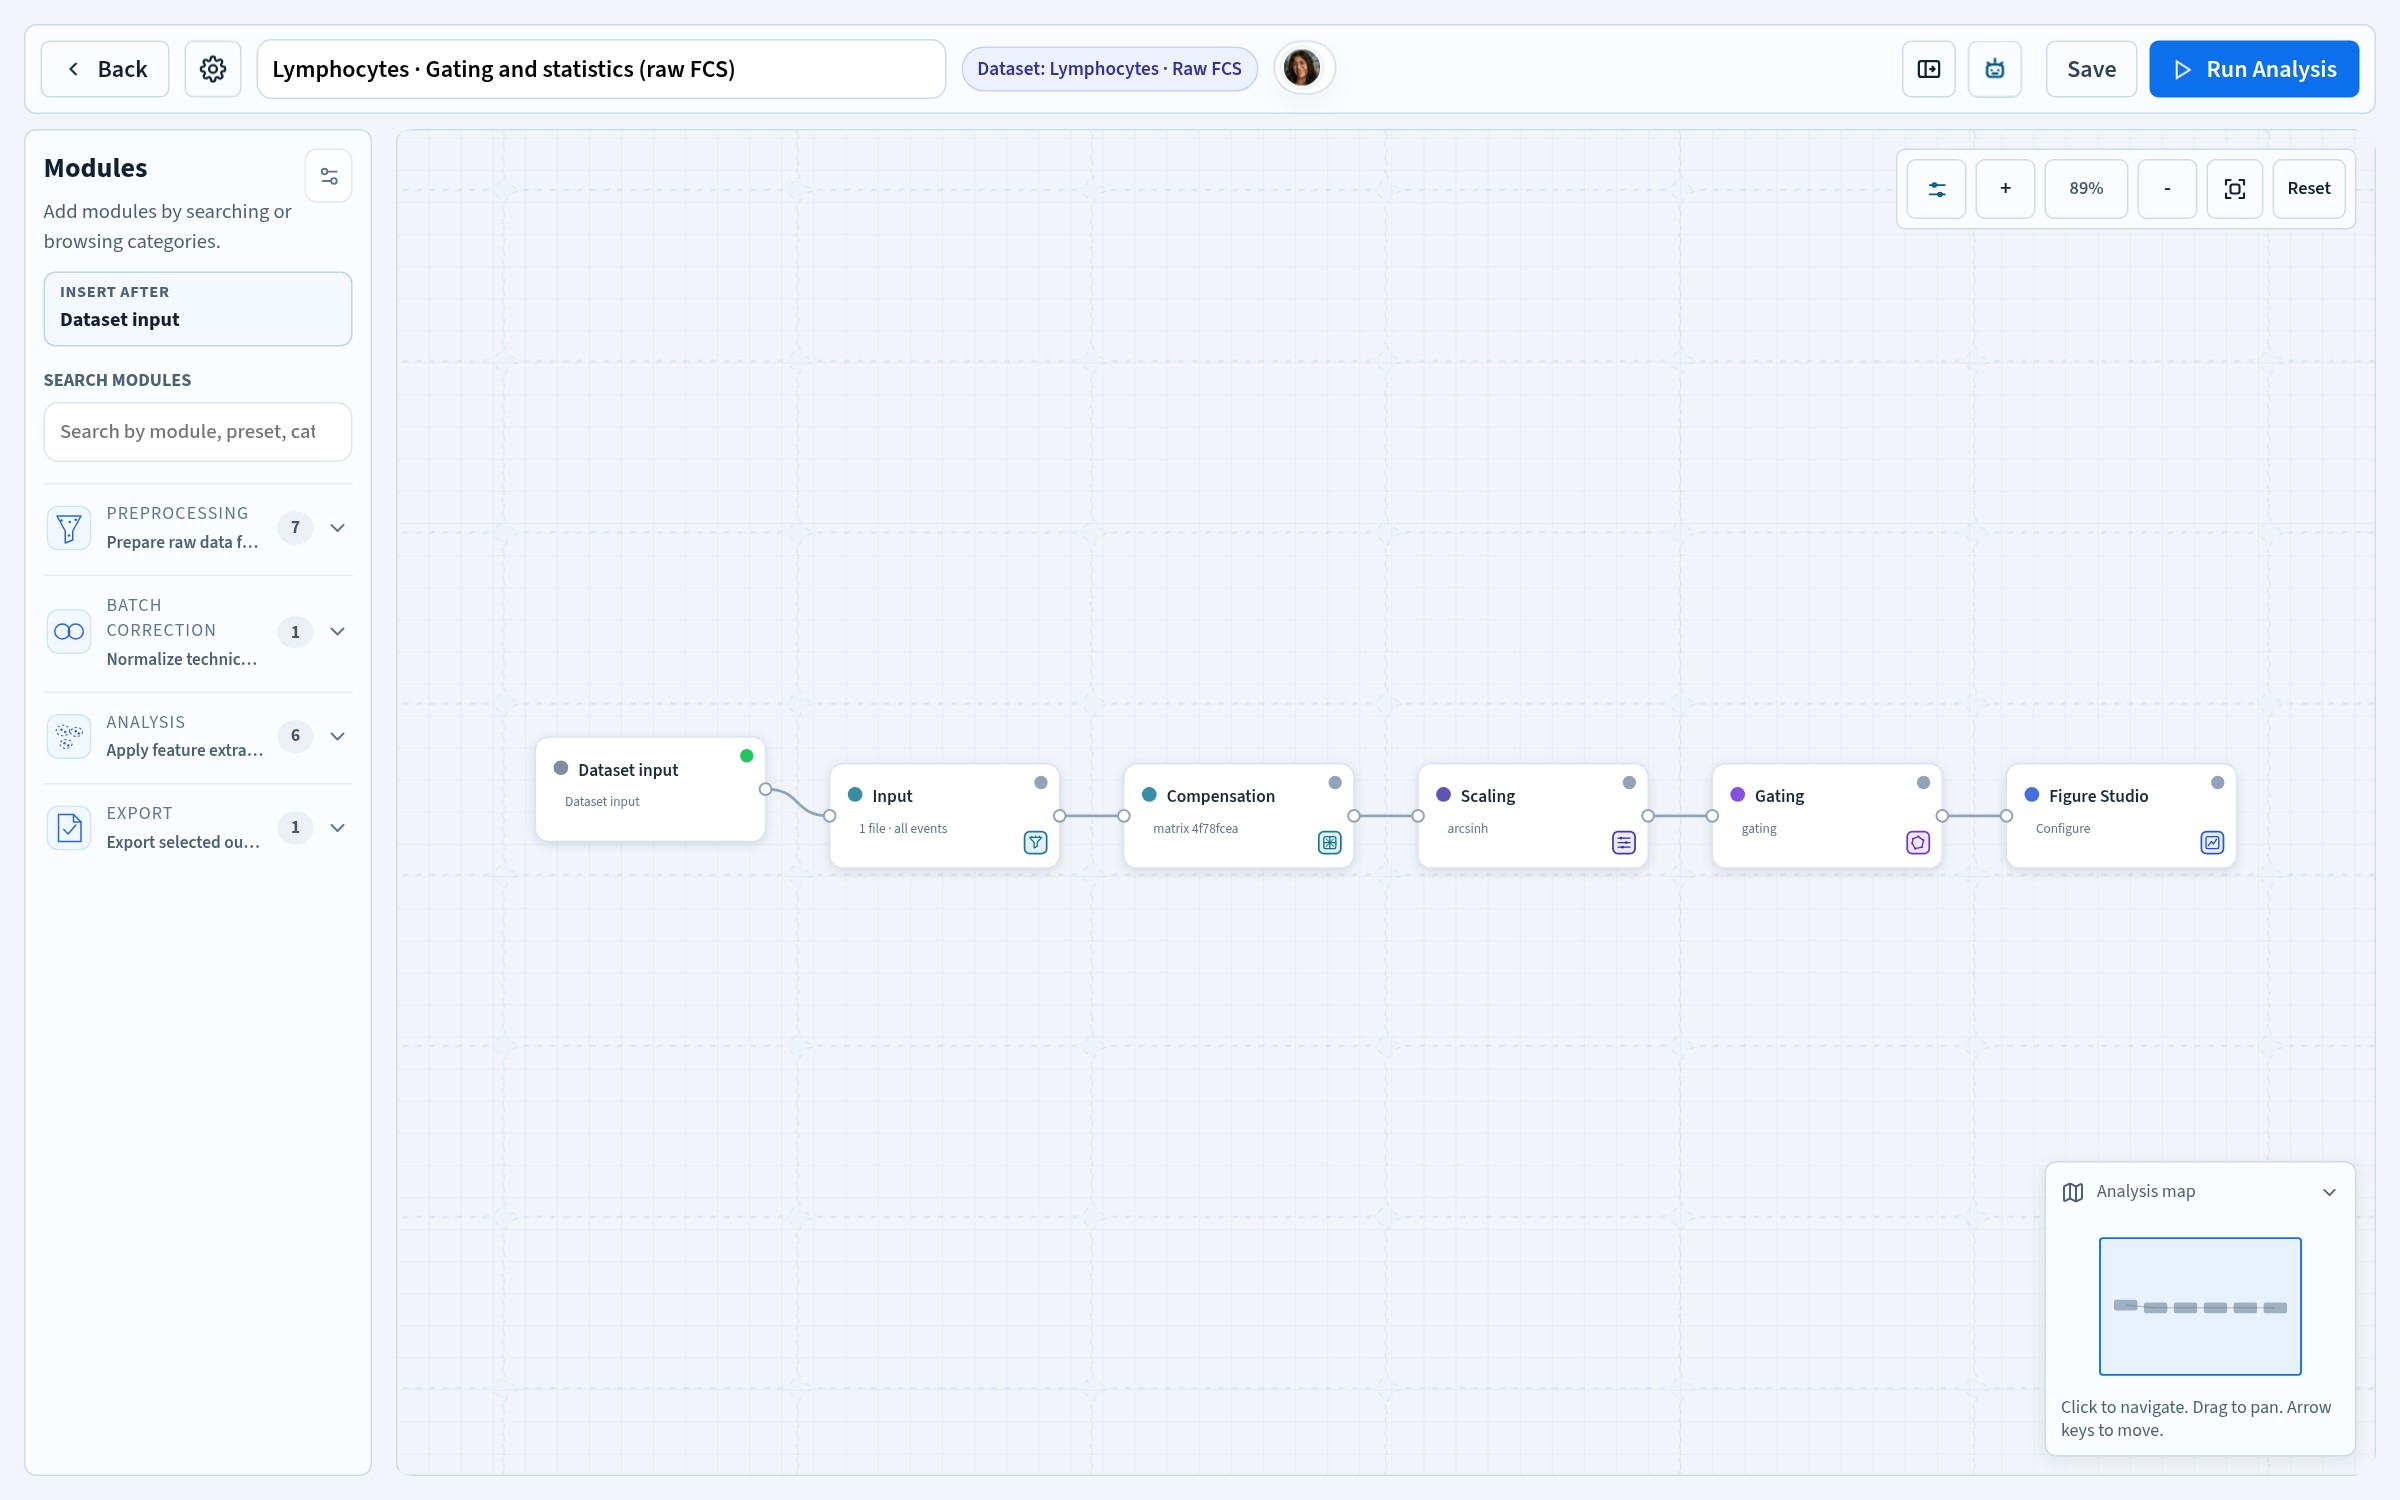 Back
Lymphocytes · Gating and statistics (raw FCS)
Dataset: Lymphocytes · Raw FCS
Save
Run Analysis
Modules
Add modules by searching or
browsing categories.
INSERT AFTER
Dataset input
SEARCH MODULES
Search by module, preset, cat
PREPROCESSING
Prepare raw data f...
7
BATCH
CORRECTION
Normalize technic...
1
ANALYSIS
Apply feature extra...
6
EXPORT
Export selected ou...
1
+
89%
-
Reset
Dataset input
Dataset input
Input
1 file · all events
Compensation
matrix 4f78fcea
Scaling
arcsinh
Gating
gating
Figure Studio
Configure
Analysis map
Click to navigate. Drag to pan. Arrow
keys to move.